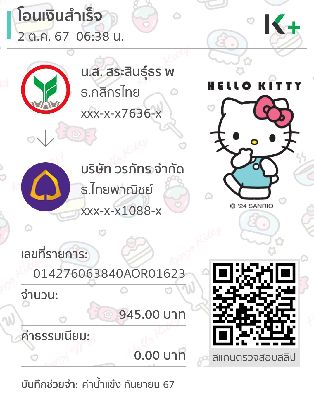 โอนเงินสำเร็จ
2 ต.ค. 67 06:38 น.
K+
น.ส. สระสินธุ์ธร พ
ธ.กสิกรไทย
xxx-x-x7636-x
HELLO KITTY
บริษัท วรภัทร จำกัด
ธ.ไทยพาณิชย์
xxx-x-x1088-x
© '24 SANRIO
เลขที่รายการ:
014276063840AOR01623
จำนวน:
945.00 บาท
ค่าธรรมเนียม:
0.00 บาท
สแกนตรวจสอบสลิป
บันทึกช่วยจำ: ค่าน้ำแข็ง กันยายน 67